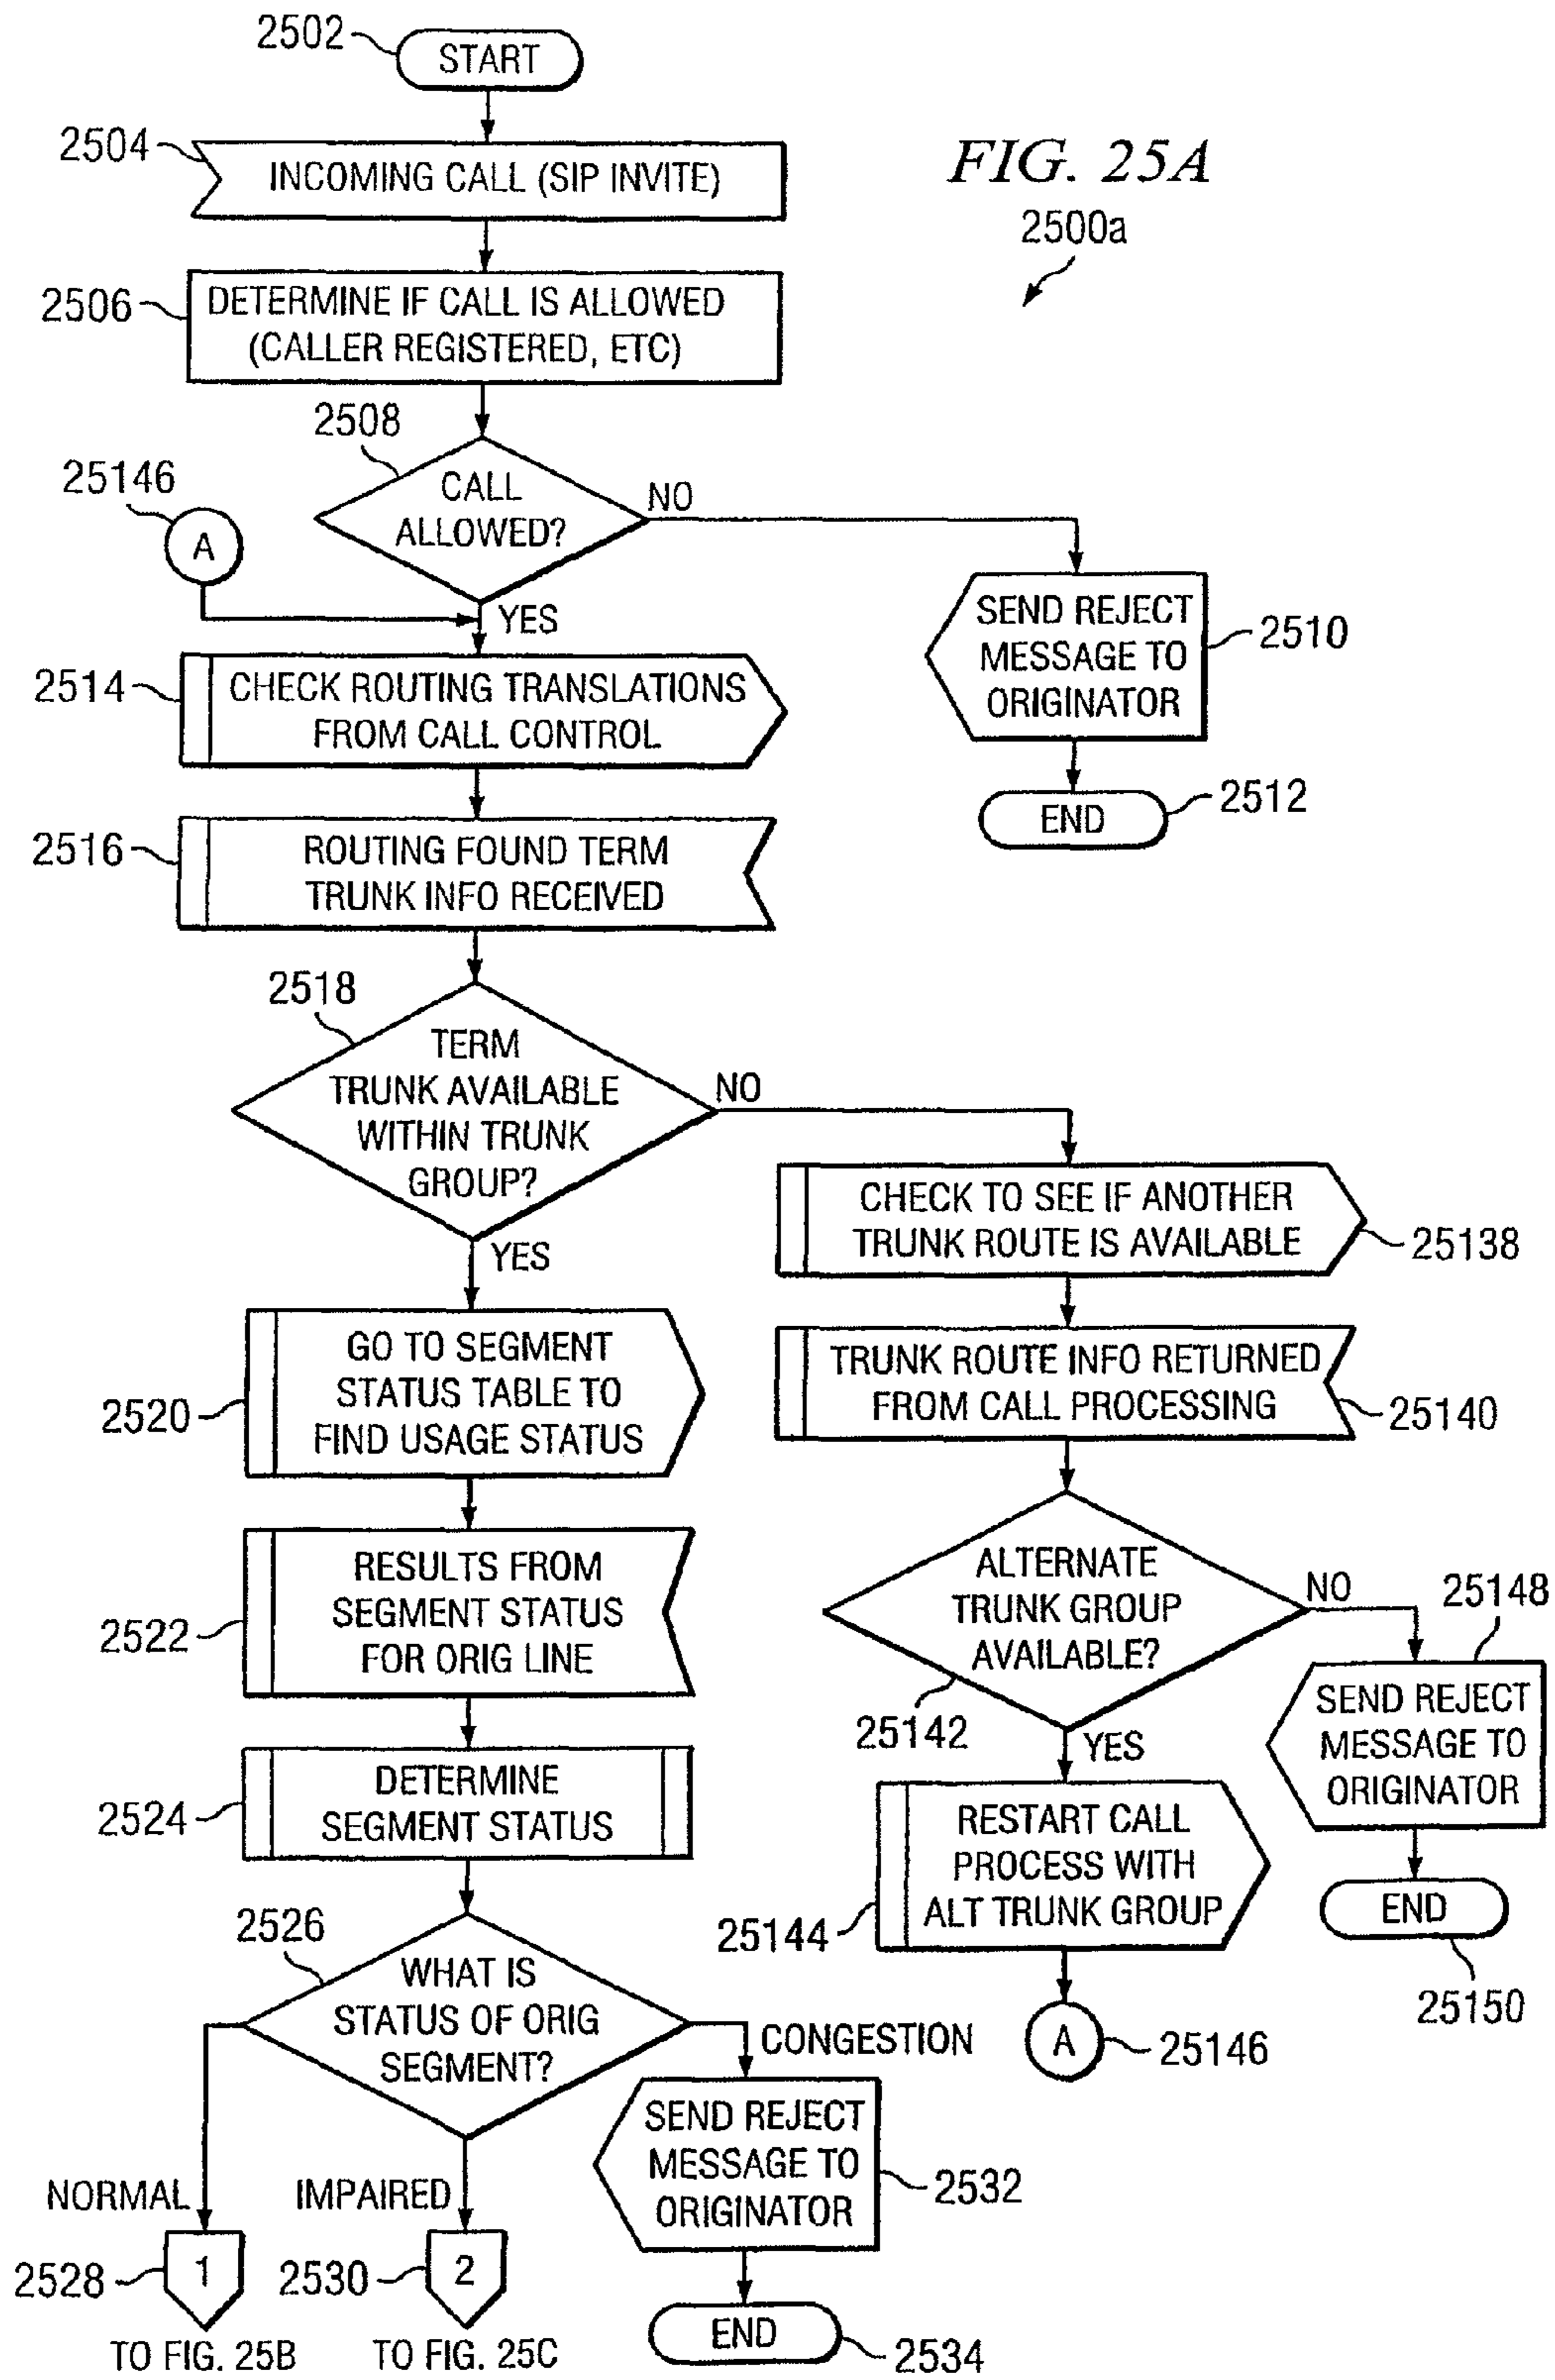 2502
START
FIG. 25A
2500a
2504
INCOMING CALL (SIP INVITE)
2506
DETERMINE IF CALL IS ALLOWED
(CALLER REGISTERED, ETC)
2508
CALL
ALLOWED?
NO
YES
25146
A
SEND REJECT
MESSAGE TO
ORIGINATOR
2510
END
2512
2514
CHECK ROUTING TRANSLATIONS
FROM CALL CONTROL
2516
ROUTING FOUND TERM
TRUNK INFO RECEIVED
2518
TERM
TRUNK AVAILABLE
WITHIN TRUNK
GROUP?
NO
YES
CHECK TO SEE IF ANOTHER
TRUNK ROUTE IS AVAILABLE
25138
TRUNK ROUTE INFO RETURNED
FROM CALL PROCESSING
25140
2520
GO TO SEGMENT
STATUS TABLE TO
FIND USAGE STATUS
2522
RESULTS FROM
SEGMENT STATUS
FOR ORIG LINE
2524
DETERMINE
SEGMENT STATUS
ALTERNATE
TRUNK GROUP
AVAILABLE?
25142
NO
YES
25148
SEND REJECT
MESSAGE TO
ORIGINATOR
END
25150
25144
RESTART CALL
PROCESS WITH
ALT TRUNK GROUP
A
25146
2526
WHAT IS
STATUS OF ORIG
SEGMENT?
CONGESTION
NORMAL
IMPAIRED
SEND REJECT
MESSAGE TO
ORIGINATOR
2532
2528
1
2530
2
TO FIG. 25B
TO FIG. 25C
END
2534